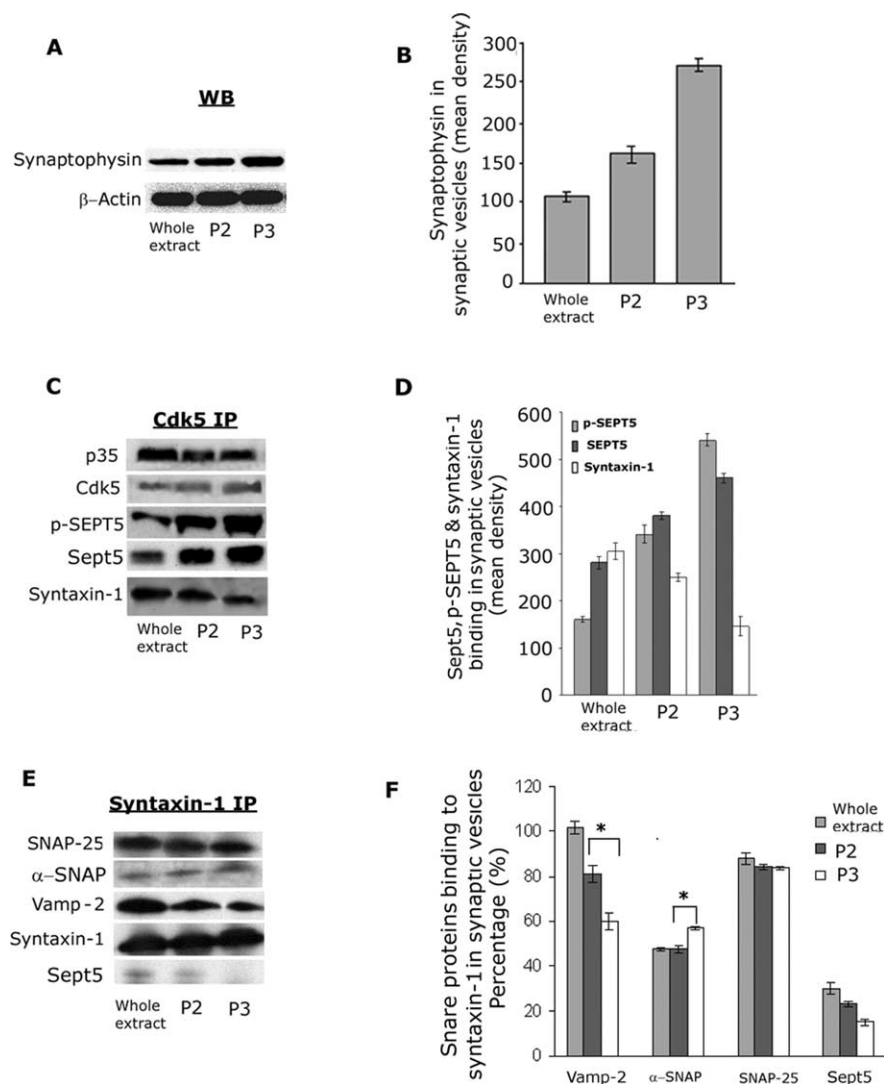 A
WB
Synaptophysin
β-Actin
Whole
extract
P2
P3
B
Synaptophysin in
synaptic vesicles (mean density)
300
250
200
150
100
50
0
Whole
extract
P2
P3
C
Cdk5 IP
p35
Cdk5
p-SEPT5
Sept5
Syntaxin-1
Whole
extract
P2
P3
D
Sept5, p-SEPT5 & syntaxin-1
binding in synaptic vesicles
(mean density)
600
500
400
300
200
100
0
p-SEPT5
SEPT5
Syntaxin-1
Whole
extract
P2
P3
E
Syntaxin-1 IP
SNAP-25
α-SNAP
Vamp-2
Syntaxin-1
Sept5
Whole
extract
P2
P3
F
Snare proteins binding to
syntaxin-1 in synaptic vesicles
Percentage (%)
120
100
80
60
40
20
0
*
*
Whole
extract
P2
P3
Vamp-2
α-SNAP
SNAP-25
Sept5